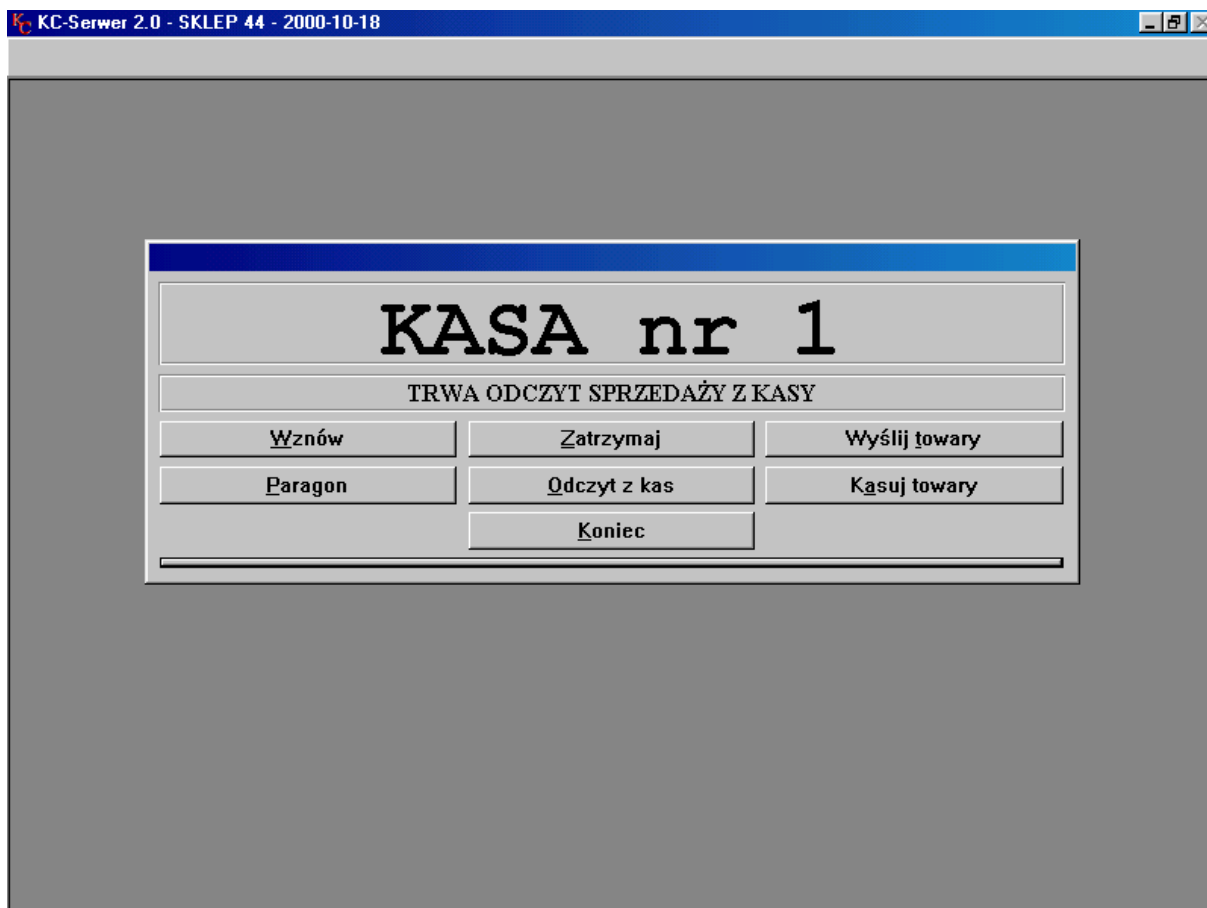 KC KC-Serwer 2.0 - SKLEP 44 - 2000-10-18
KASA nr 1
TRWA ODCZYT SPRZEDAŻY Z KASY
Wznów Zatrzymaj Wyślij towary
Paragon Odczyt z kas Kasuj towary
Koniec